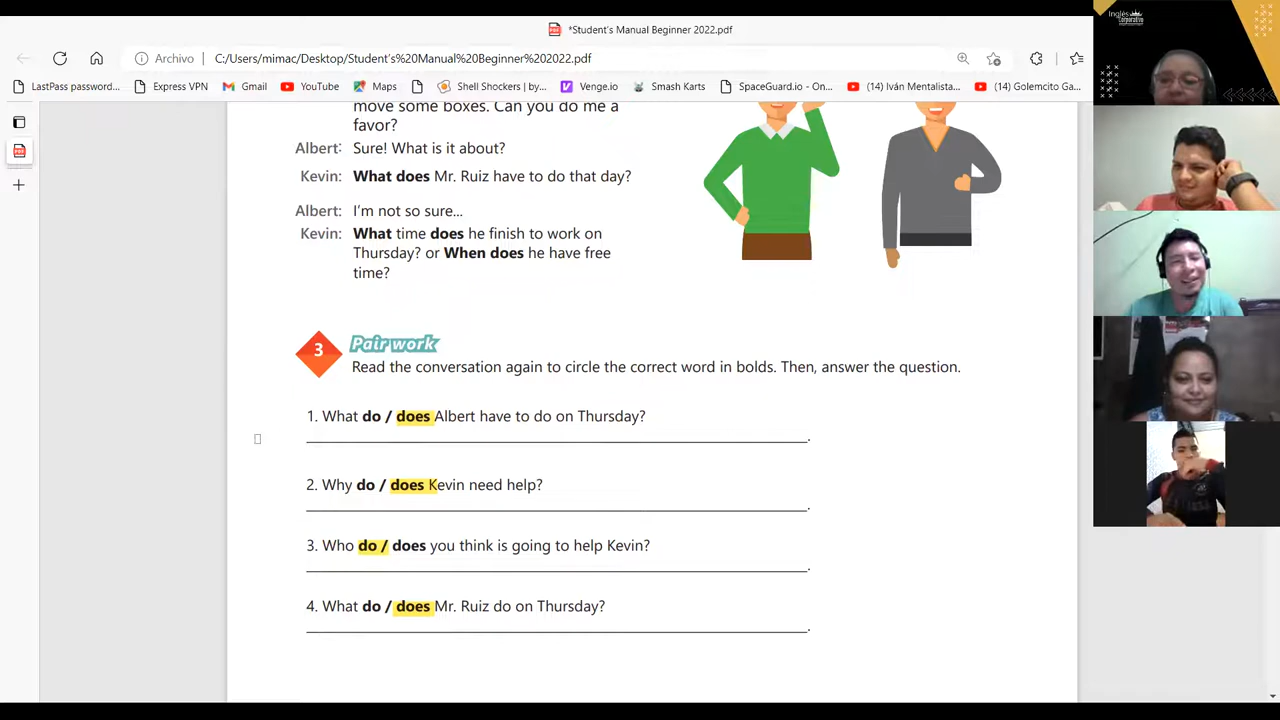 *Student's Manual Beginner 2022.pdf
Archivo C:/Users/mimac/Desktop/Student's%20Manual%20Beginner%202022.pdf
LastPass password... Express VPN Gmail YouTube Maps Shell Shockers | by... Venge.io Smash Karts SpaceGuard.io - On... (14) Iván Mentalista... (14) Golemcito Ga...
Inglés
Corporativo
move some boxes. Can you do me a
favor?
Albert: Sure! What is it about?
Kevin: What does Mr. Ruiz have to do that day?
Albert: I'm not so sure...
Kevin: What time does he finish to work on
Thursday? or When does he have free
time?
3 Pair work
Read the conversation again to circle the correct word in bolds. Then, answer the question.
1. What do / does Albert have to do on Thursday?
2. Why do / does Kevin need help?
3. Who do / does you think is going to help Kevin?
4. What do / does Mr. Ruiz do on Thursday?